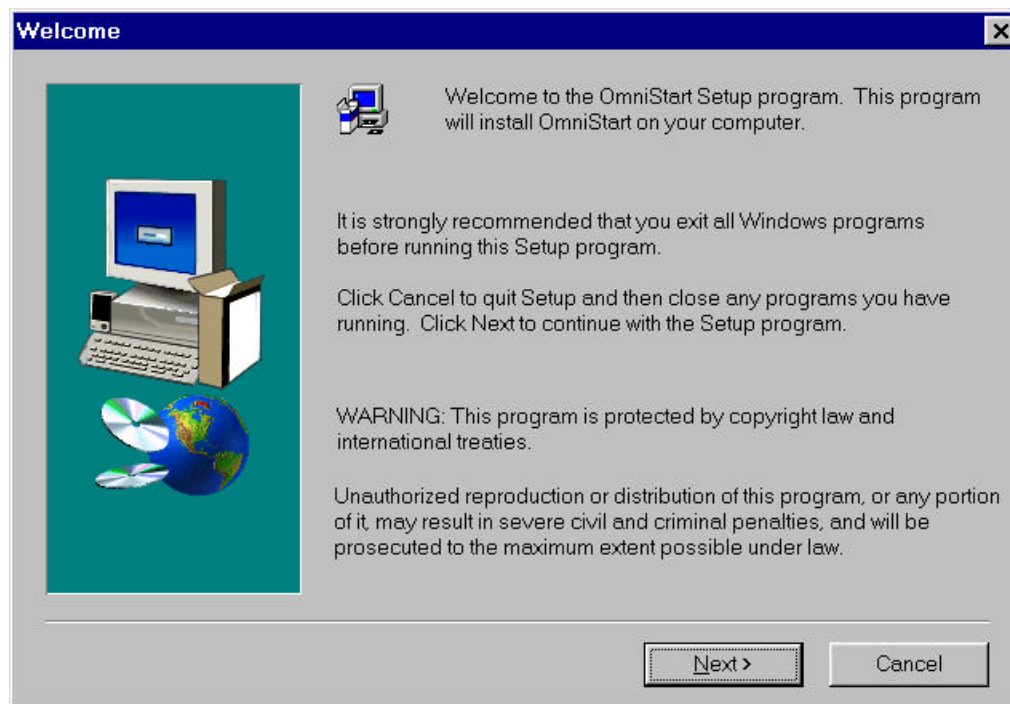 Welcome
Welcome to the OmniStart Setup program.  This program
will install OmniStart on your computer.
It is strongly recommended that you exit all Windows programs
before running this Setup program.
Click Cancel to quit Setup and then close any programs you have
running.  Click Next to continue with the Setup program.
WARNING: This program is protected by copyright law and
international treaties.
Unauthorized reproduction or distribution of this program, or any portion
of it, may result in severe civil and criminal penalties, and will be
prosecuted to the maximum extent possible under law.
Next >
Cancel